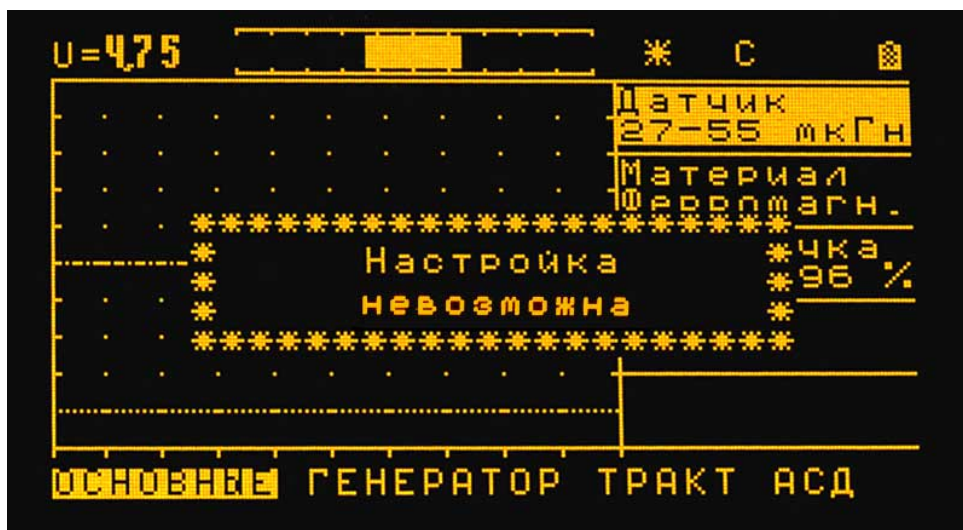 U=4,75
* С
Датчик
27-55 мкГн
Материал
Ферромагн.
чка
96 %
Настройка
невозможна
ОСНОВНЫЕ ГЕНЕРАТОР ТРАКТ АСД